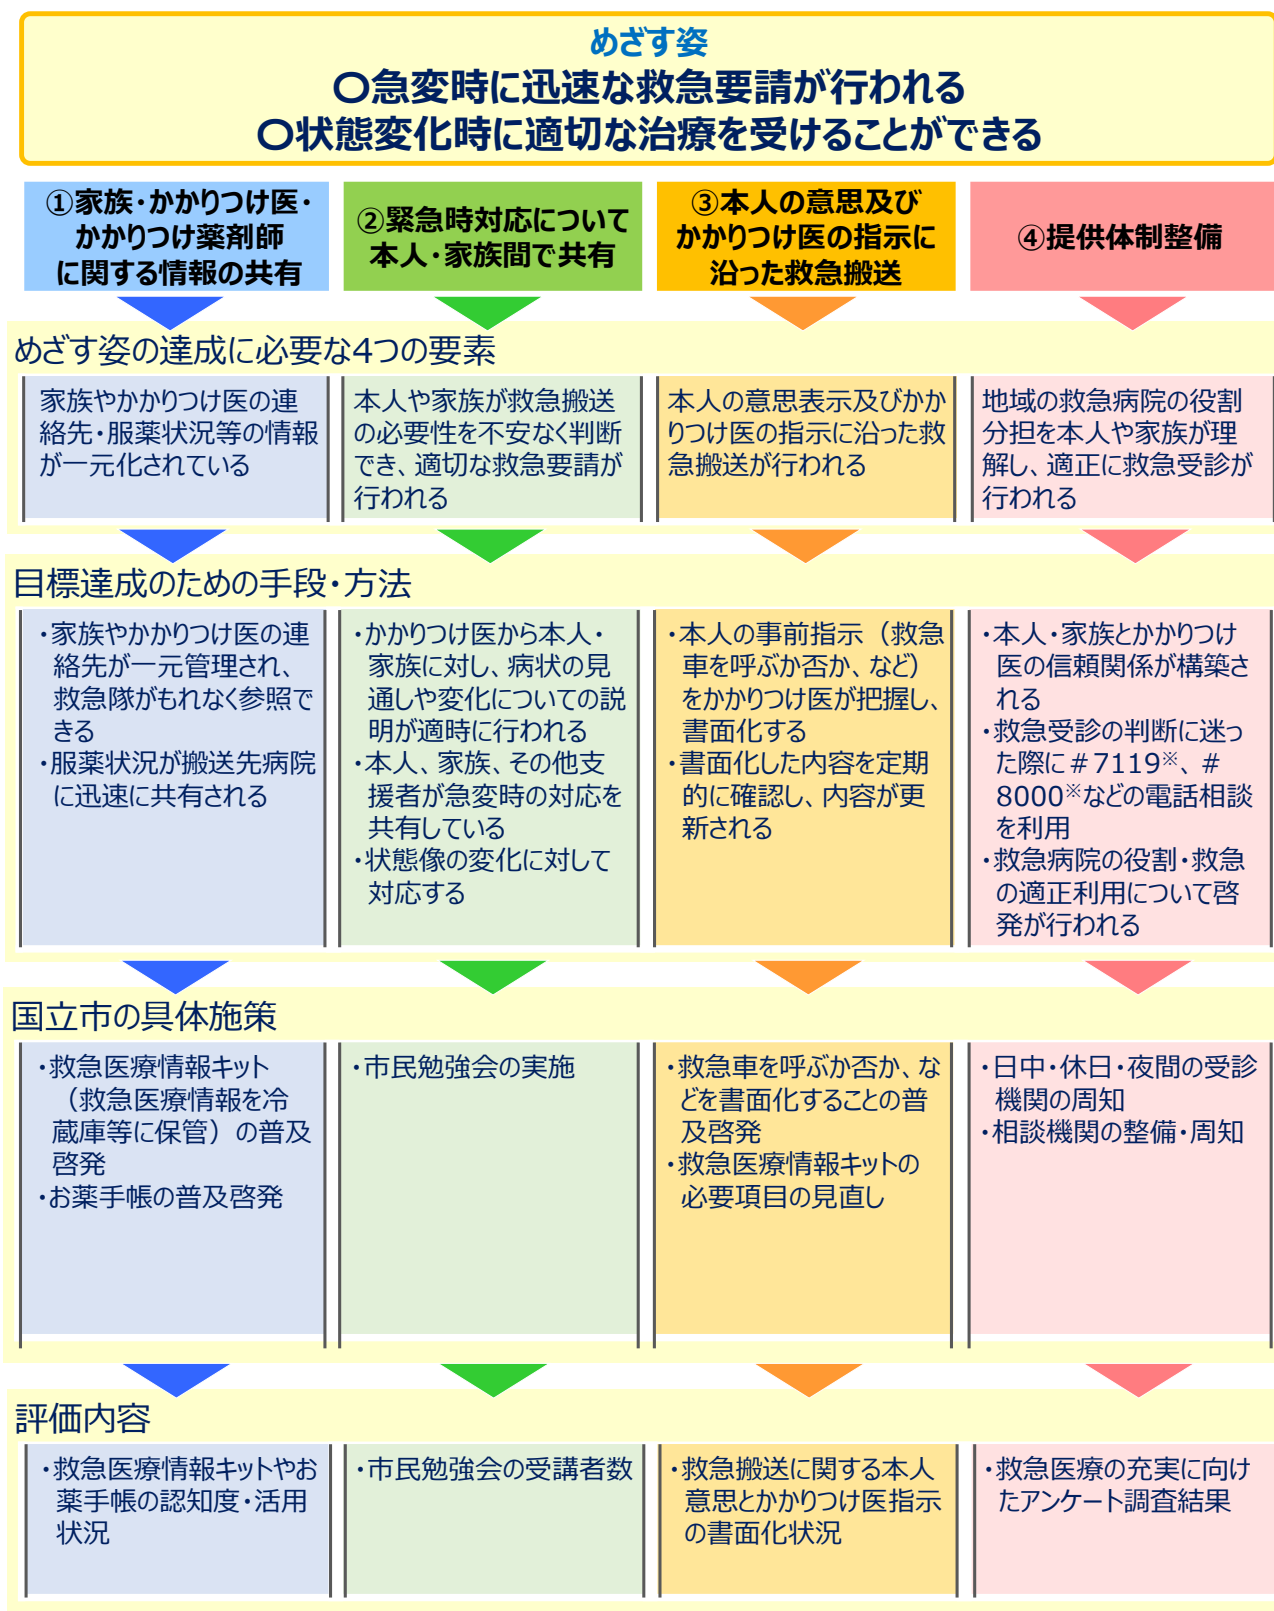 めざす姿
〇急変時に迅速な救急要請が行われる
〇状態変化時に適切な治療を受けることができる
①家族・かかりつけ医・
かかりつけ薬剤師
に関する情報の共有
②緊急時対応について
本人・家族間で共有
③本人の意思及び
かかりつけ医の指示に
沿った救急搬送
④提供体制整備
めざす姿の達成に必要な4つの要素
家族やかかりつけ医の連
絡先・服薬状況等の情報
が一元化されている
本人や家族が救急搬送
の必要性を不安なく判断
でき、適切な救急要請が
行われる
本人の意思表示及びかか
りつけ医の指示に沿った救
急搬送が行われる
地域の救急病院の役割
分担を本人や家族が理
解し、適正に救急受診が
行われる
目標達成のための手段・方法
・家族やかかりつけ医の連
絡先が一元管理され、
救急隊がもれなく参照で
きる
・服薬状況が搬送先病院
に迅速に共有される
・かかりつけ医から本人・
家族に対し、病状の見
通しや変化についての説
明が適時に行われる
・本人、家族、その他支
援者が急変時の対応を
共有している
・状態像の変化に対して
対応する
・本人の事前指示（救急
車を呼ぶか否か、など）
をかかりつけ医が把握し、
書面化する
・書面化した内容を定期
的に確認し、内容が更
新される
・本人・家族とかかりつけ
医の信頼関係が構築さ
れる
・救急受診の判断に迷っ
た際に＃7119※、＃
8000※などの電話相談
を利用
・救急病院の役割・救急
の適正利用について啓
発が行われる
国立市の具体施策
・救急医療情報キット
（救急医療情報を冷
蔵庫等に保管）の普及
啓発
・お薬手帳の普及啓発
・市民勉強会の実施
・救急車を呼ぶか否か、な
どを書面化することの普
及啓発
・救急医療情報キットの
必要項目の見直し
・日中・休日・夜間の受診
機関の周知
・相談機関の整備・周知
評価内容
・救急医療情報キットやお
薬手帳の認知度・活用
状況
・市民勉強会の受講者数
・救急搬送に関する本人
意思とかかりつけ医指示
の書面化状況
・救急医療の充実に向け
たアンケート調査結果